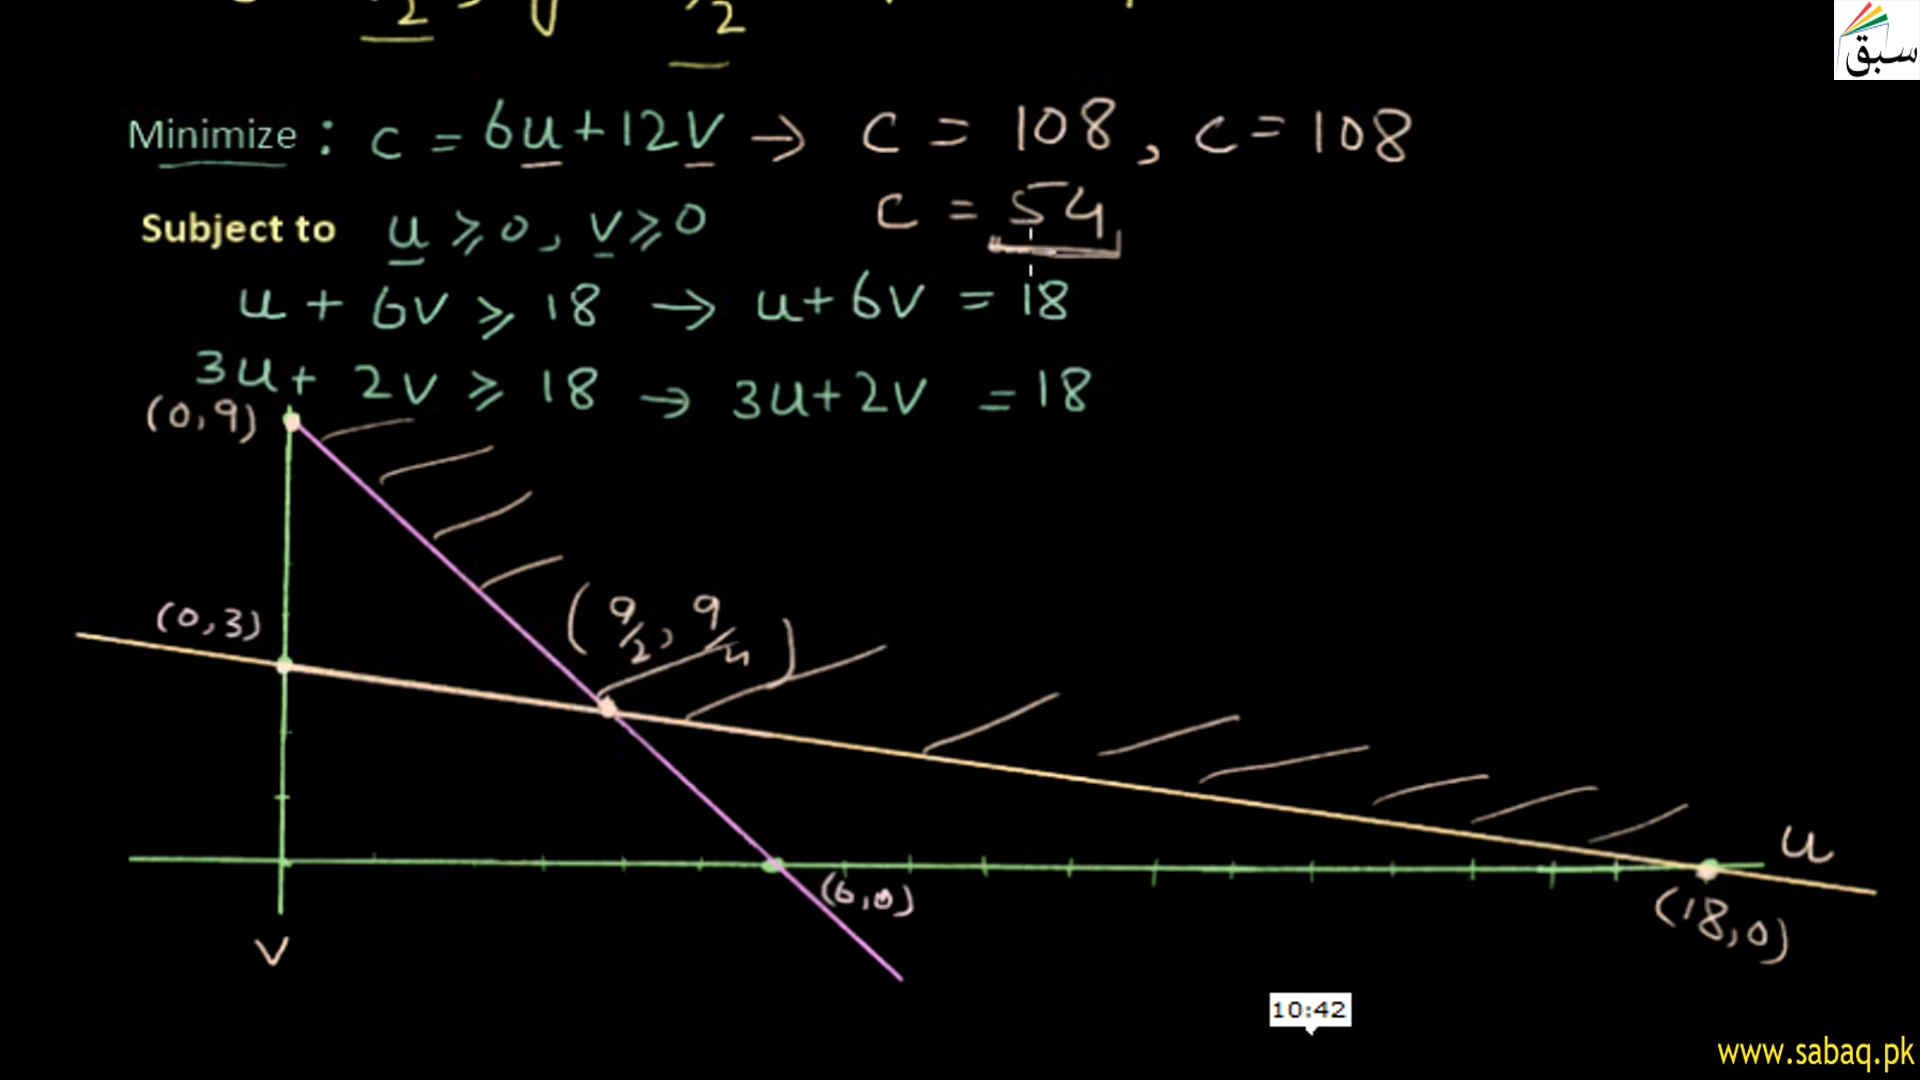 2 , y 2
سبق
Minimize : c = 6u + 12v → c = 108 , c = 108
c = 54
Subject to u ⩾ 0 , v ⩾ 0
u + 6v ⩾ 18 → u + 6v = 18
3u + 2v ⩾ 18 → 3u + 2v = 18
(0,9)
(9/2, 9/4)
(0,3)
u
(6,0)
(18,0)
v
10:42
www.sabaq.pk